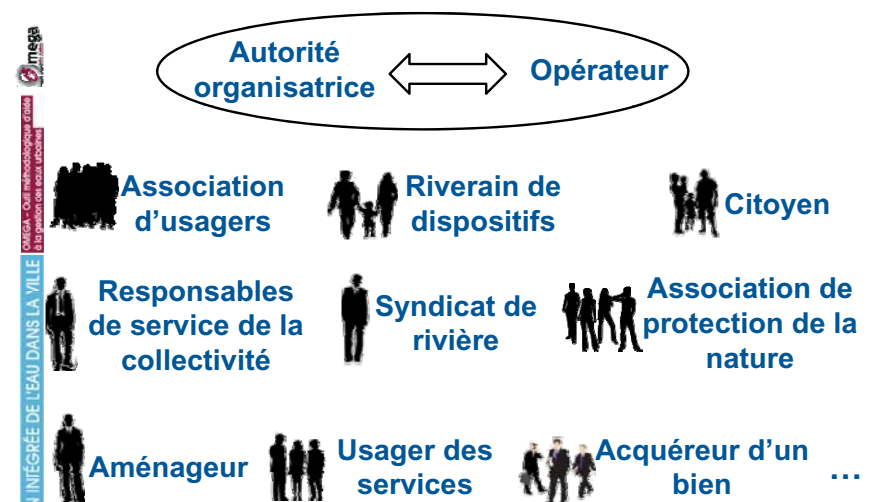 Autorité
organisatrice
Opérateur
Association
d’usagers
Riverain de
dispositifs
Citoyen
Responsables
de service de la
collectivité
Syndicat de
rivière
Association de
protection de la
nature
Aménageur
Usager des
services
Acquéreur d’un
bien
...
Omega
OMEGA - Outil méthodologique d’aide
à la gestion des eaux urbaines
INTÉGRÉE DE L’EAU DANS LA VILLE